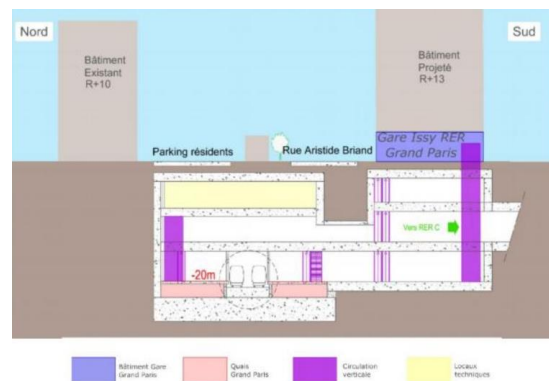 Nord
Sud
Bâtiment
Existant
R+10
Bâtiment
Projeté
R+13
Gare Issy RER
Grand Paris
Parking résidents
Rue Aristide Briand
Vers RER C
-20m
Bâtiment Gare
Grand Paris
Quais
Grand Paris
Circulation
verticale
Locaux
techniques